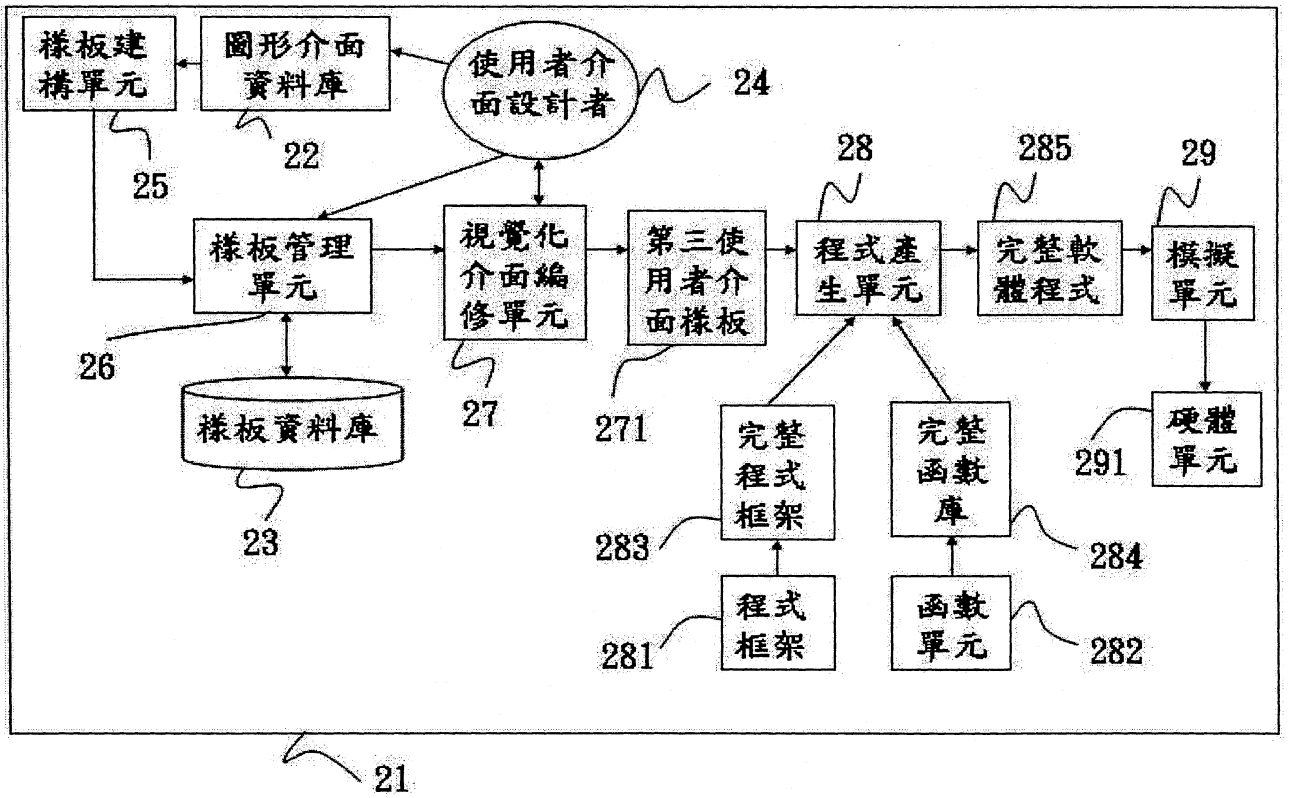 樣板建
構單元
圖形介面
資料庫
使用者介
面設計者
24
25
22
樣板管理
單元
視覺化
介面編
修單元
第三使
用者介
面樣板
28
程式產
生單元
285
完整軟
體程式
29
模擬
單元
26
27
271
樣板資料庫
23
完整
程式
框架
283
完整
函數
庫
284
291
硬體
單元
程式
框架
281
函數
單元
282
21